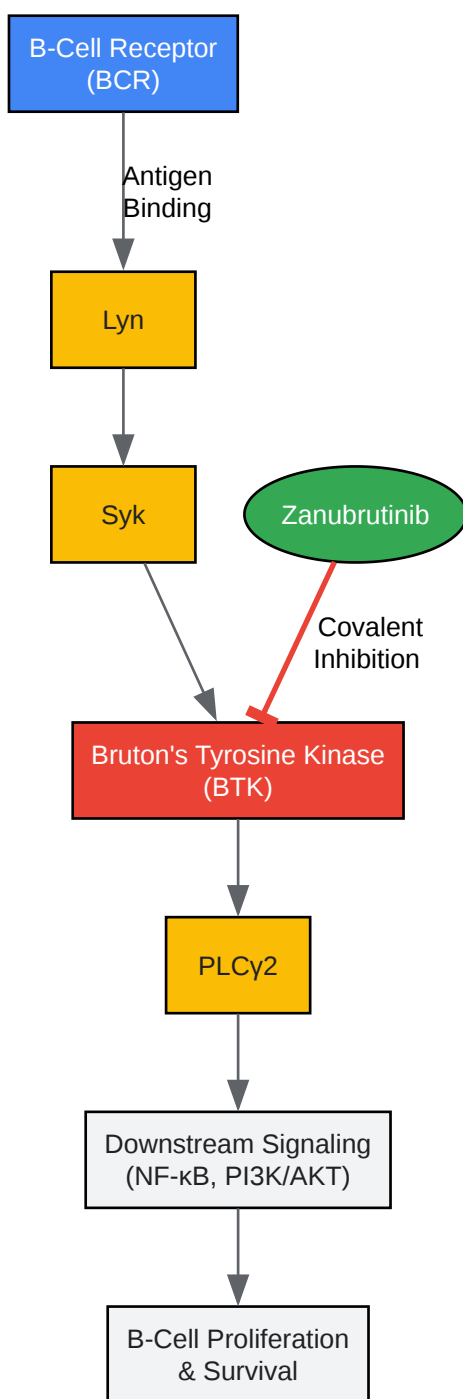 B-Cell Receptor
(BCR)
Antigen
Binding
Lyn
Syk
Zanubrutinib
Covalent
Inhibition
Bruton's Tyrosine Kinase
(BTK)
PLCγ2
Downstream Signaling
(NF-κB, PI3K/AKT)
B-Cell Proliferation
& Survival